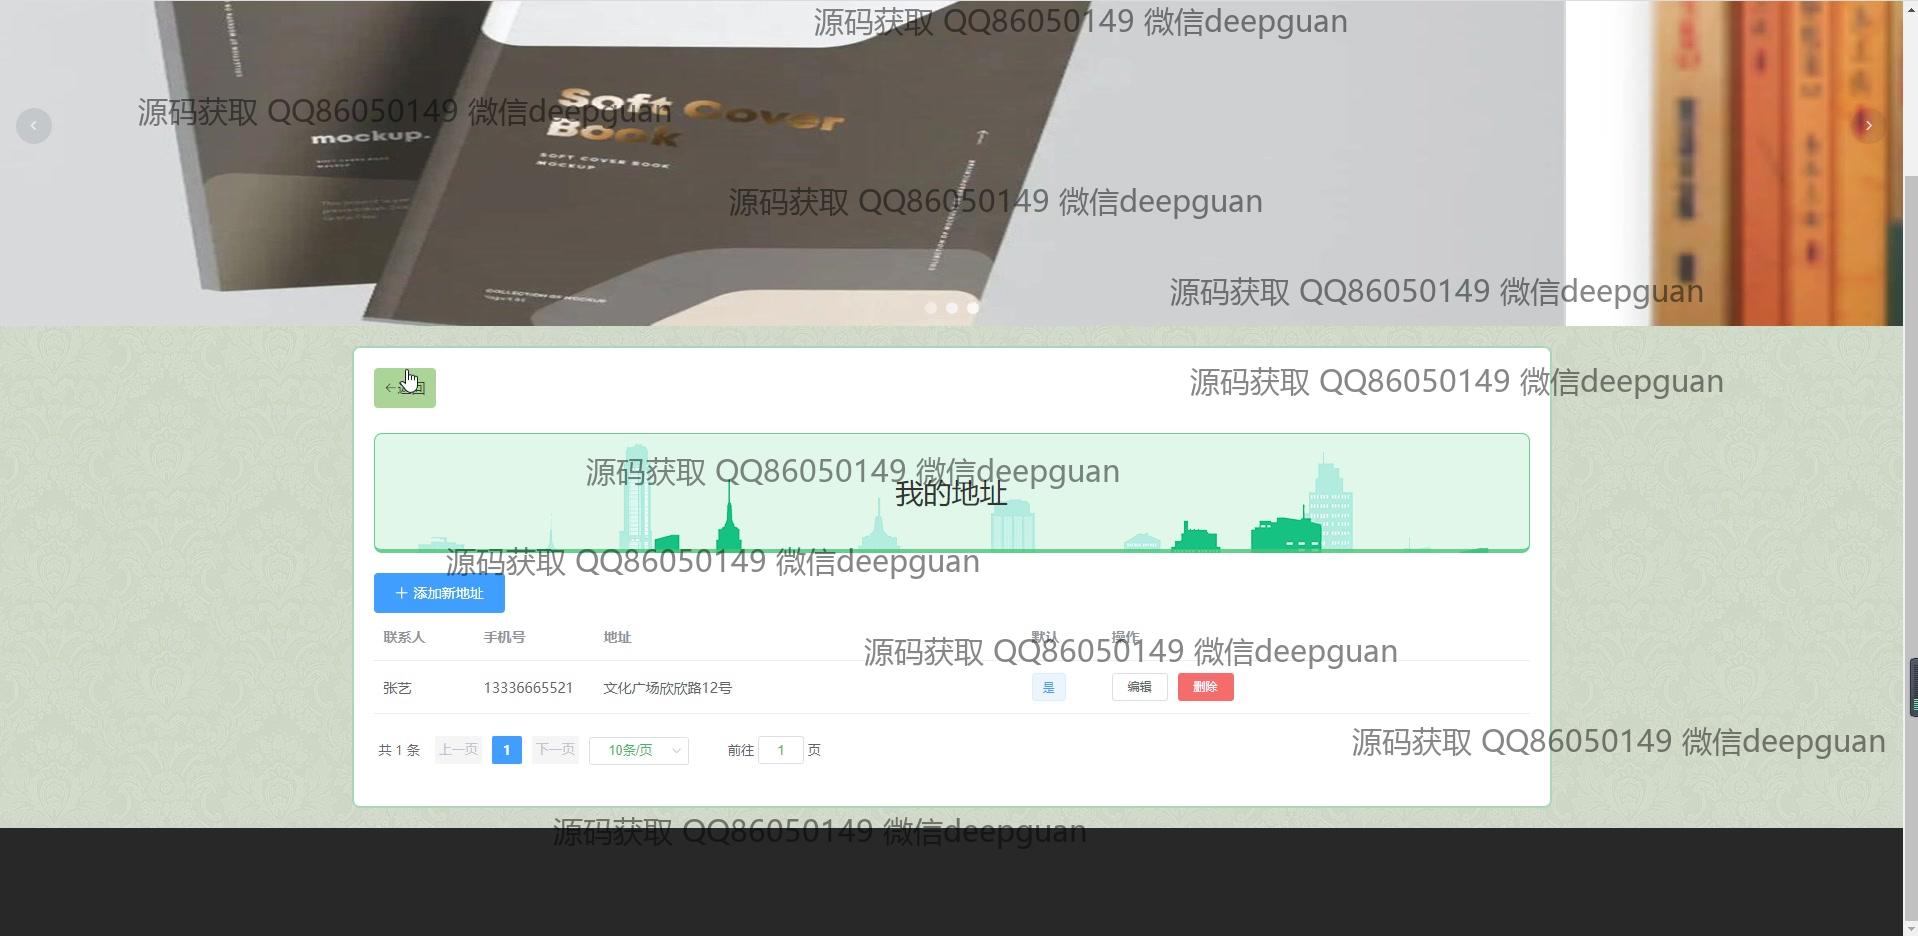 源码获取 QQ86050149 微信deepguan
Soft Cover
Book
源码获取 QQ86050149 微信deepguan
mockup.
SOFT COVER BOOK
MOCKUP
源码获取 QQ86050149 微信deepguan
源码获取 QQ86050149 微信deepguan
COLLECTION OF MOCKUP
源码获取 QQ86050149 微信deepguan
←返回
源码获取 QQ86050149 微信deepguan
我的地址
源码获取 QQ86050149 微信deepguan
+ 添加新地址
联系人 手机号 地址 默认 操作
源码获取 QQ86050149 微信deepguan
张艺 13336665521 文化广场欣欣路12号 是 编辑 删除
源码获取 QQ86050149 微信deepguan
共 1 条 上一页 1 下一页 10条/页 前往 1 页
源码获取 QQ86050149 微信deepguan